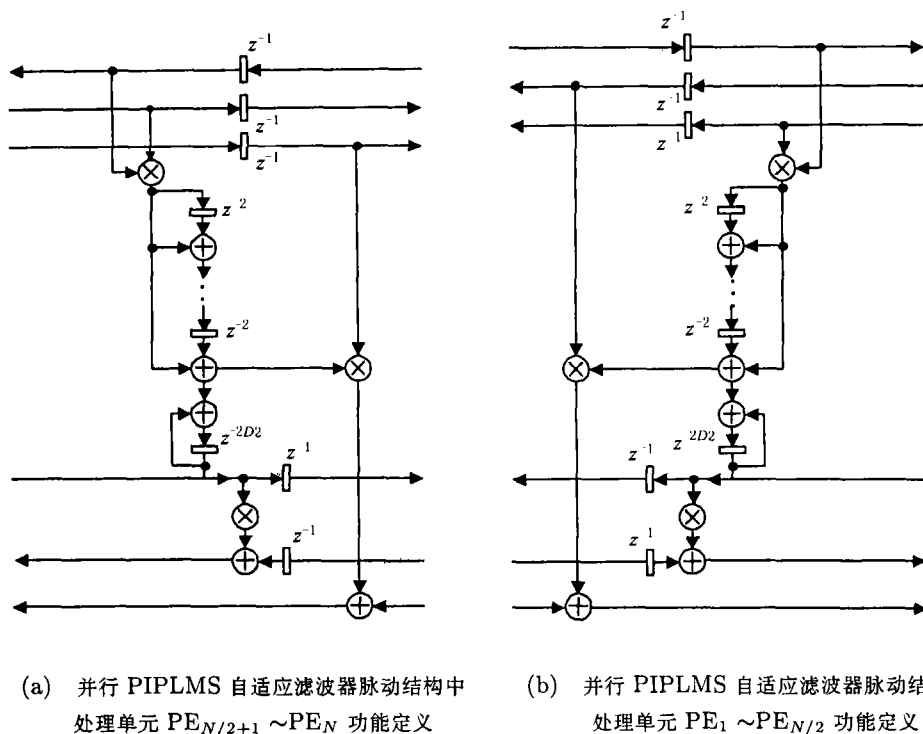 z⁻¹
z⁻¹
z⁻¹
z⁻²
z⁻²
z⁻²ᴰ²
z⁻¹
z⁻¹
z⁻¹
z⁻¹
z⁻¹
z⁻²
z⁻²
z⁻²ᴰ²
z⁻¹
z⁻¹
(a) 并行 PIPLMS 自适应滤波器脉动结构中
处理单元 PE_{N/2+1} ~PE_N 功能定义
(b) 并行 PIPLMS 自适应滤波器脉动结
处理单元 PE_1 ~PE_{N/2} 功能定义